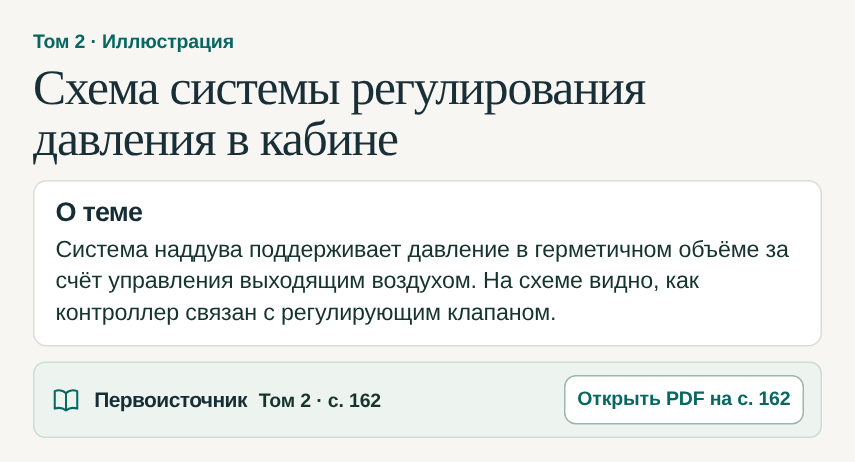 Том 2 · Иллюстрация
Схема системы регулирования
давления в кабине
О теме
Система наддува поддерживает давление в герметичном объёме за
счёт управления выходящим воздухом. На схеме видно, как
контроллер связан с регулирующим клапаном.
Первоисточник Том 2 · с. 162
Открыть PDF на с. 162